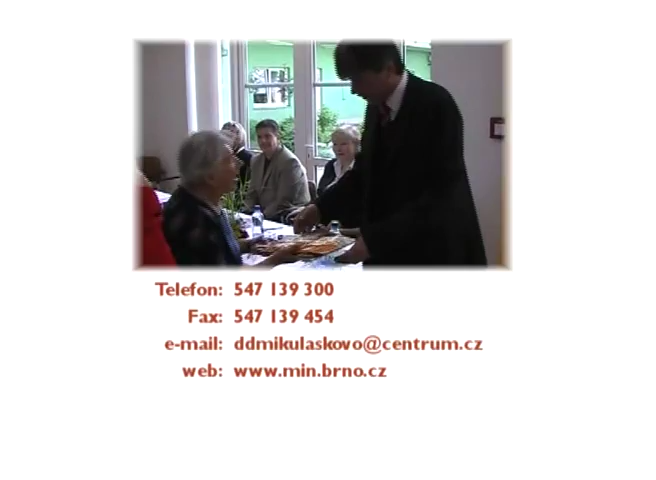 Telefon: 547 139 300
Fax: 547 139 454
e-mail: ddmikulaskovo@centrum.cz
web: www.min.brno.cz